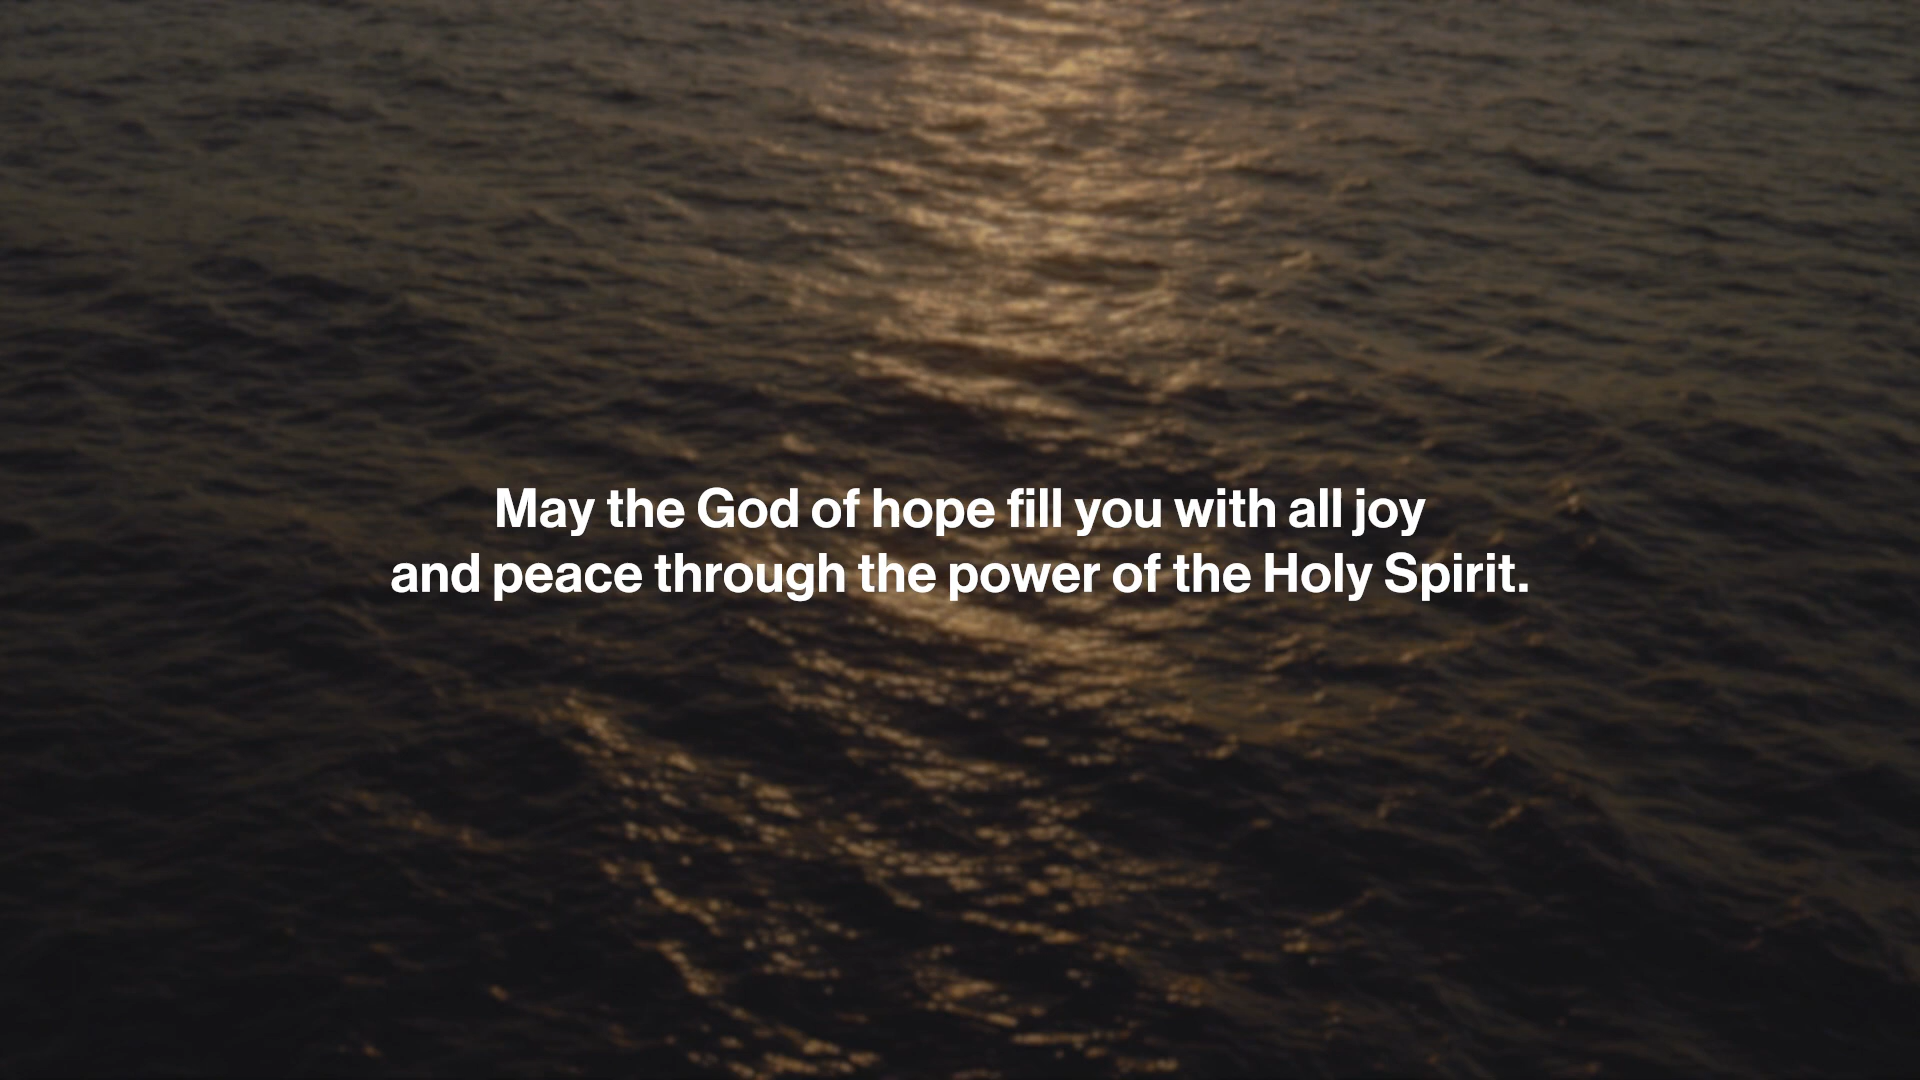 May the God of hope fill you with all joy
and peace through the power of the Holy Spirit.